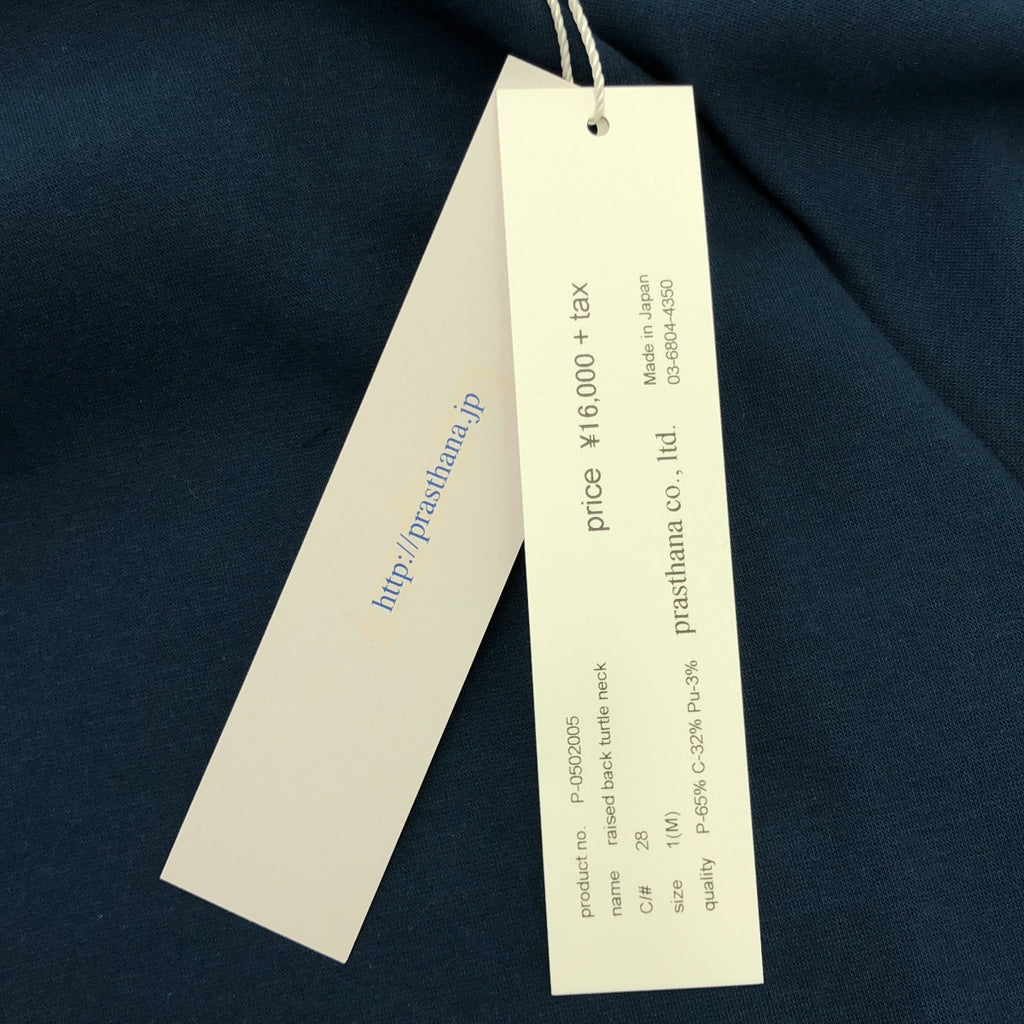 http://prasthana.jp
product no. P-0502005
name raised back turtle neck
C/# 28
size 1(M)
quality P-65% C-32% Pu-3%
price ¥16,000 + tax
prasthana co., ltd.
Made in Japan
03-6804-4350